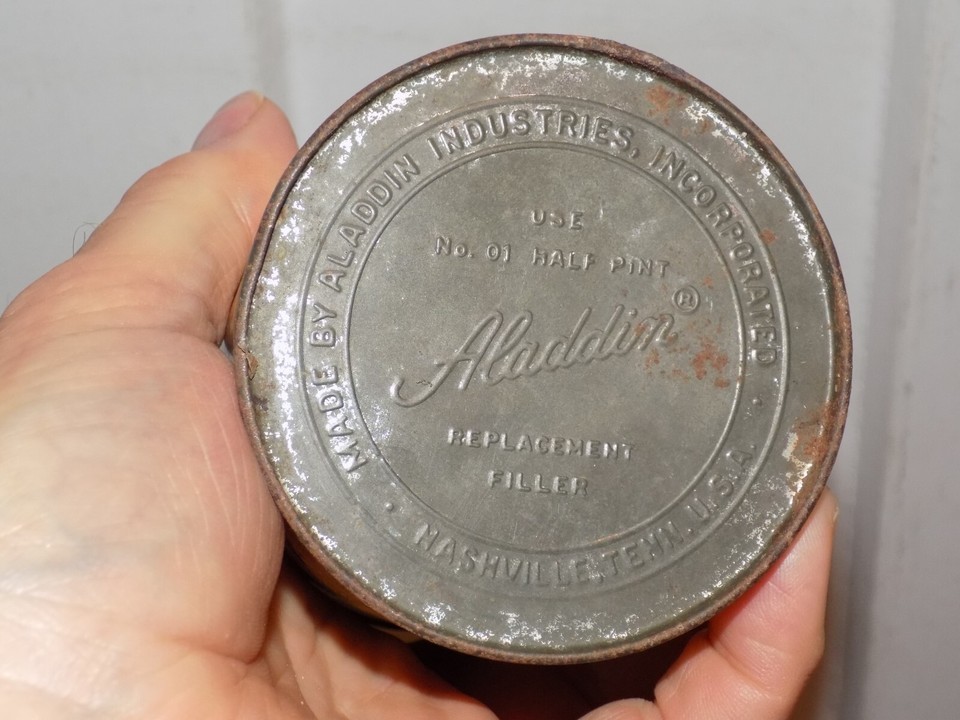 MADE BY ALADDIN INDUSTRIES, INCORPORATED
USE
No. 01 HALF PINT
Aladdin®
REPLACEMENT
FILLER
• NASHVILLE, TENN. U.S.A. •